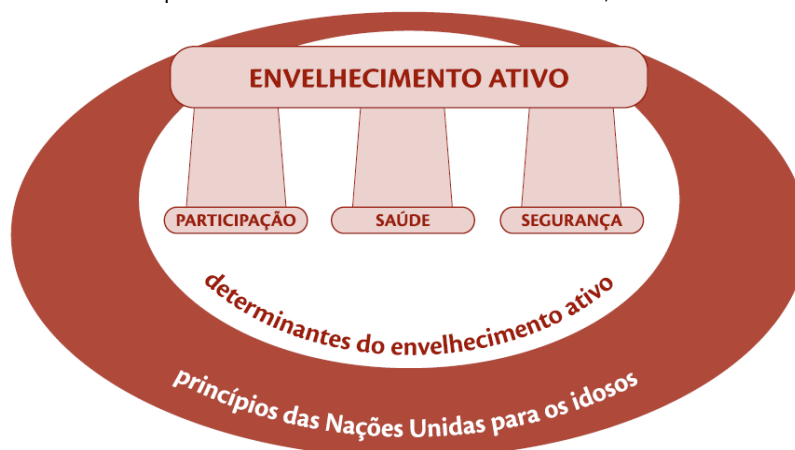 ENVELHECIMENTO ATIVO
PARTICIPAÇÃO
SAÚDE
SEGURANÇA
determinantes do envelhecimento ativo
princípios das Nações Unidas para os idosos